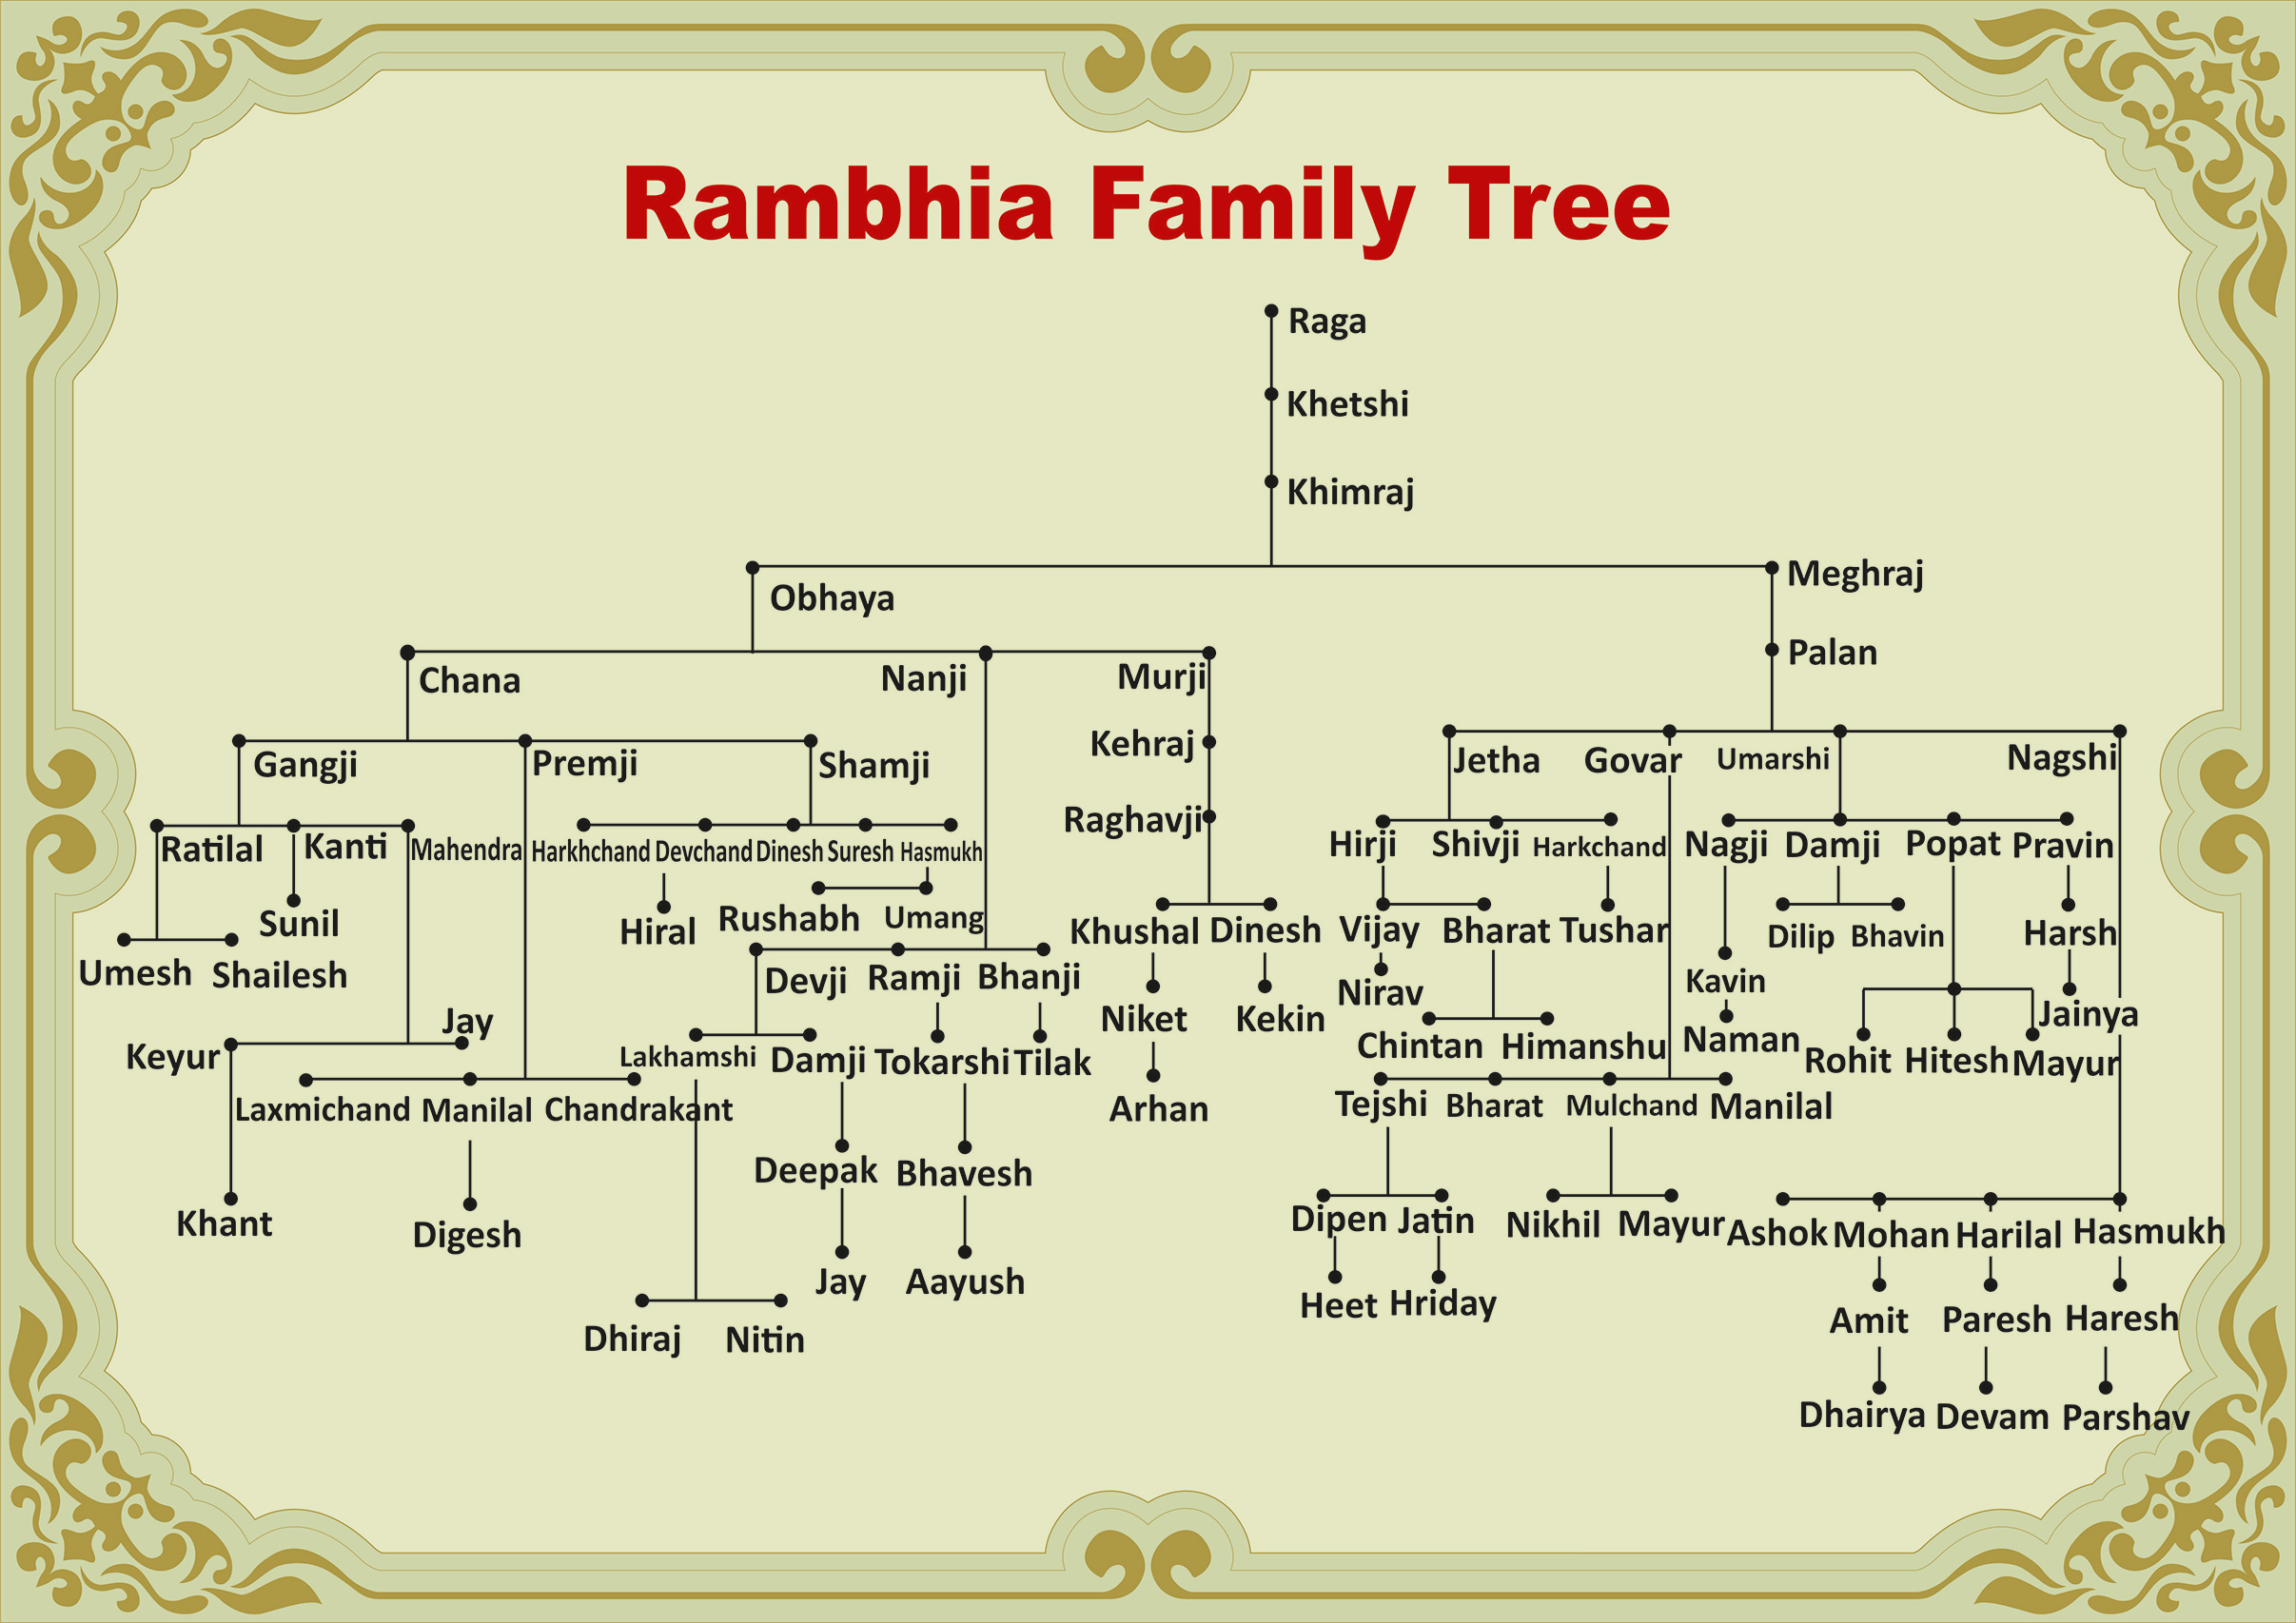 Rambhia Family Tree
Raga
Khetshi
Khimraj
Obhaya
Meghraj
Palan
Chana
Nanji
Murji
Kehraj
Raghavji
Gangji
Premji
Shamji
Jetha
Govar
Umarshi
Nagshi
Ratilal
Kanti
Mahendra
Harkhchand
Devchand
Dinesh
Suresh
Hasmukh
Hirji
Shivji
Harkchand
Nagji
Damji
Popat
Pravin
Umesh
Shailesh
Sunil
Hiral
Rushabh
Umang
Khushal
Dinesh
Vijay
Bharat
Tushar
Dilip
Bhavin
Harsh
Devji
Ramji
Bhanji
Niket
Kekin
Nirav
Kavin
Naman
Jainya
Keyur
Jay
Lakhamshi
Damji
Tokarshi
Tilak
Chintan
Himanshu
Rohit
Hitesh
Mayur
Laxmichand
Manilal
Chandrakant
Arhan
Tejshi
Bharat
Mulchand
Manilal
Khant
Digesh
Deepak
Bhavesh
Dipen
Jatin
Nikhil
Mayur
Ashok
Mohan
Harilal
Hasmukh
Jay
Aayush
Heet
Hriday
Amit
Paresh
Haresh
Dhiraj
Nitin
Dhairya
Devam
Parshav